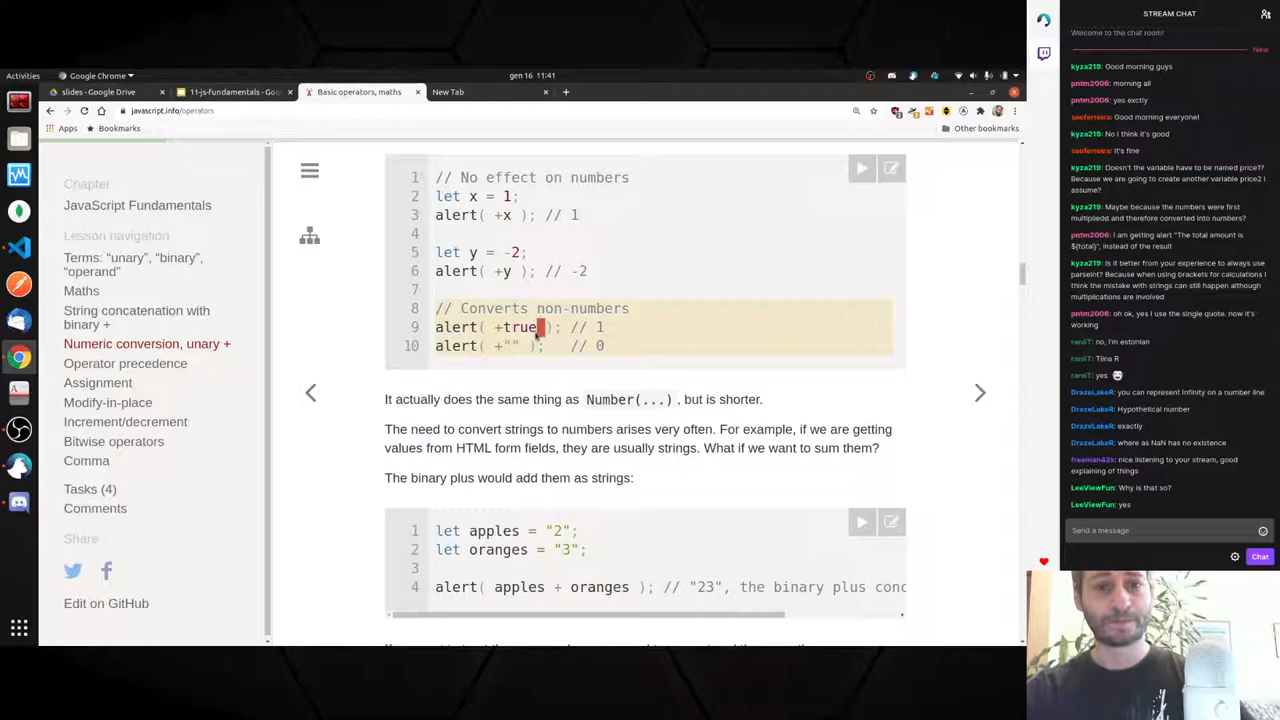 Activities
Google Chrome
gen 16 11:41
slides - Google Drive
11-js-Fundamentals - Goo
Basic operators, maths
New Tab
javascript.info/operators
Apps
Bookmarks
Other bookmarks
Chapter
JavaScript Fundamentals
Lesson navigation
Terms: “unary”, “binary”,
“operand”
Maths
String concatenation with
binary +
Numeric conversion, unary +
Operator precedence
Assignment
Modify-in-place
Increment/decrement
Bitwise operators
Comma
Tasks (4)
Comments
Share
Edit on GitHub
// No effect on numbers
2 let x = 1;
3 alert( +x ); // 1
4
5 let y = -2;
6 alert( +y ); // -2
7
8 Converts non-numbers
9 alert( +true ); // 1
10 alert( +"" ); // 0
It actually does the same thing as Number(...), but is shorter.
The need to convert strings to numbers arises very often. For example, if we are getting
values from HTML form fields, they are usually strings. What if we want to sum them?
The binary plus would add them as strings:
1 let apples = "2";
2 let oranges = "3";
3
4 alert( apples + oranges ); // "23", the binary plus conc
STREAM CHAT
Welcome to the chat room!
New
kyza219: Good morning guys
pntm2006: morning all
pntm2006: yes exctly
saoferreira: Good morning everyone!
kyza219: No I think it's good
saoferreira: It's fine
kyza219: Doesn't the variable have to be named price??
Because we are going to create another variable price2 I
assume?
kyza219: Maybe because the numbers were first
multipliedd and therefore converted into numbers?
pntm2006: I am getting alert "The total amount is
${total}", instead of the result
kyza219: Is it better from your experience to always use
parseInt? Because when using brackets for calculations I
think the mistake with strings can still happen although
multiplications are involved
pntm2006: oh ok, yes I use the single quote. now it's
working
raniiT: no, I'm estonian
raniiT: Tiina R
raniiT: yes
DrazeLakeR: you can represent Infinity on a number line
DrazeLakeR: Hypothetical number
DrazeLakeR: exactly
DrazeLakeR: where as NaN has no existence
freeman42x: nice listening to your stream, good
explaining of things
LeeViewFun: Why is that so?
LeeViewFun: yes
Send a message
Chat